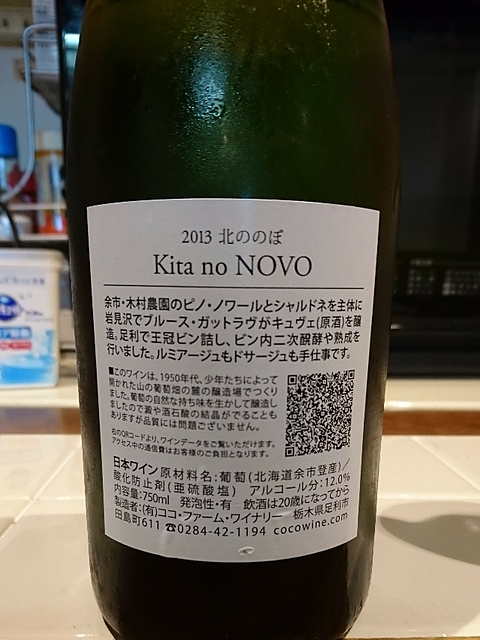 2013 北ののぼ
Kita no NOVO
余市・木村農園のピノ・ノワールとシャルドネを主体に
岩見沢でブルース・ガットラヴがキュヴェ(原酒)を醸
造。足利で王冠ビン詰し、ビン内二次醗酵や熟成を
行いました。ルミアージュもドサージュも手仕事です。
■このワインは、1950年代、少年たちによって
開かれた山の葡萄畑の麓の醸造場でつくり
ました。葡萄の自然な持ち味を生かして醸造し
ましたので澱や酒石酸の結晶がでることも
ありますが品質には問題ございません。
右のQRコードより、ワインデータをご覧いただけます。
アクセス中の通信費はお客様のご負担となります。
日本ワイン 原材料名:葡萄(北海道余市登産)/
酸化防止剤(亜硫酸塩) アルコール分:12.0%
内容量:750ml 発泡性・有 飲酒は20歳になってから
製造者:(有)ココ・ファーム・ワイナリー 栃木県足利市
田島町611 ☎0284-42-1194 cocowine.com